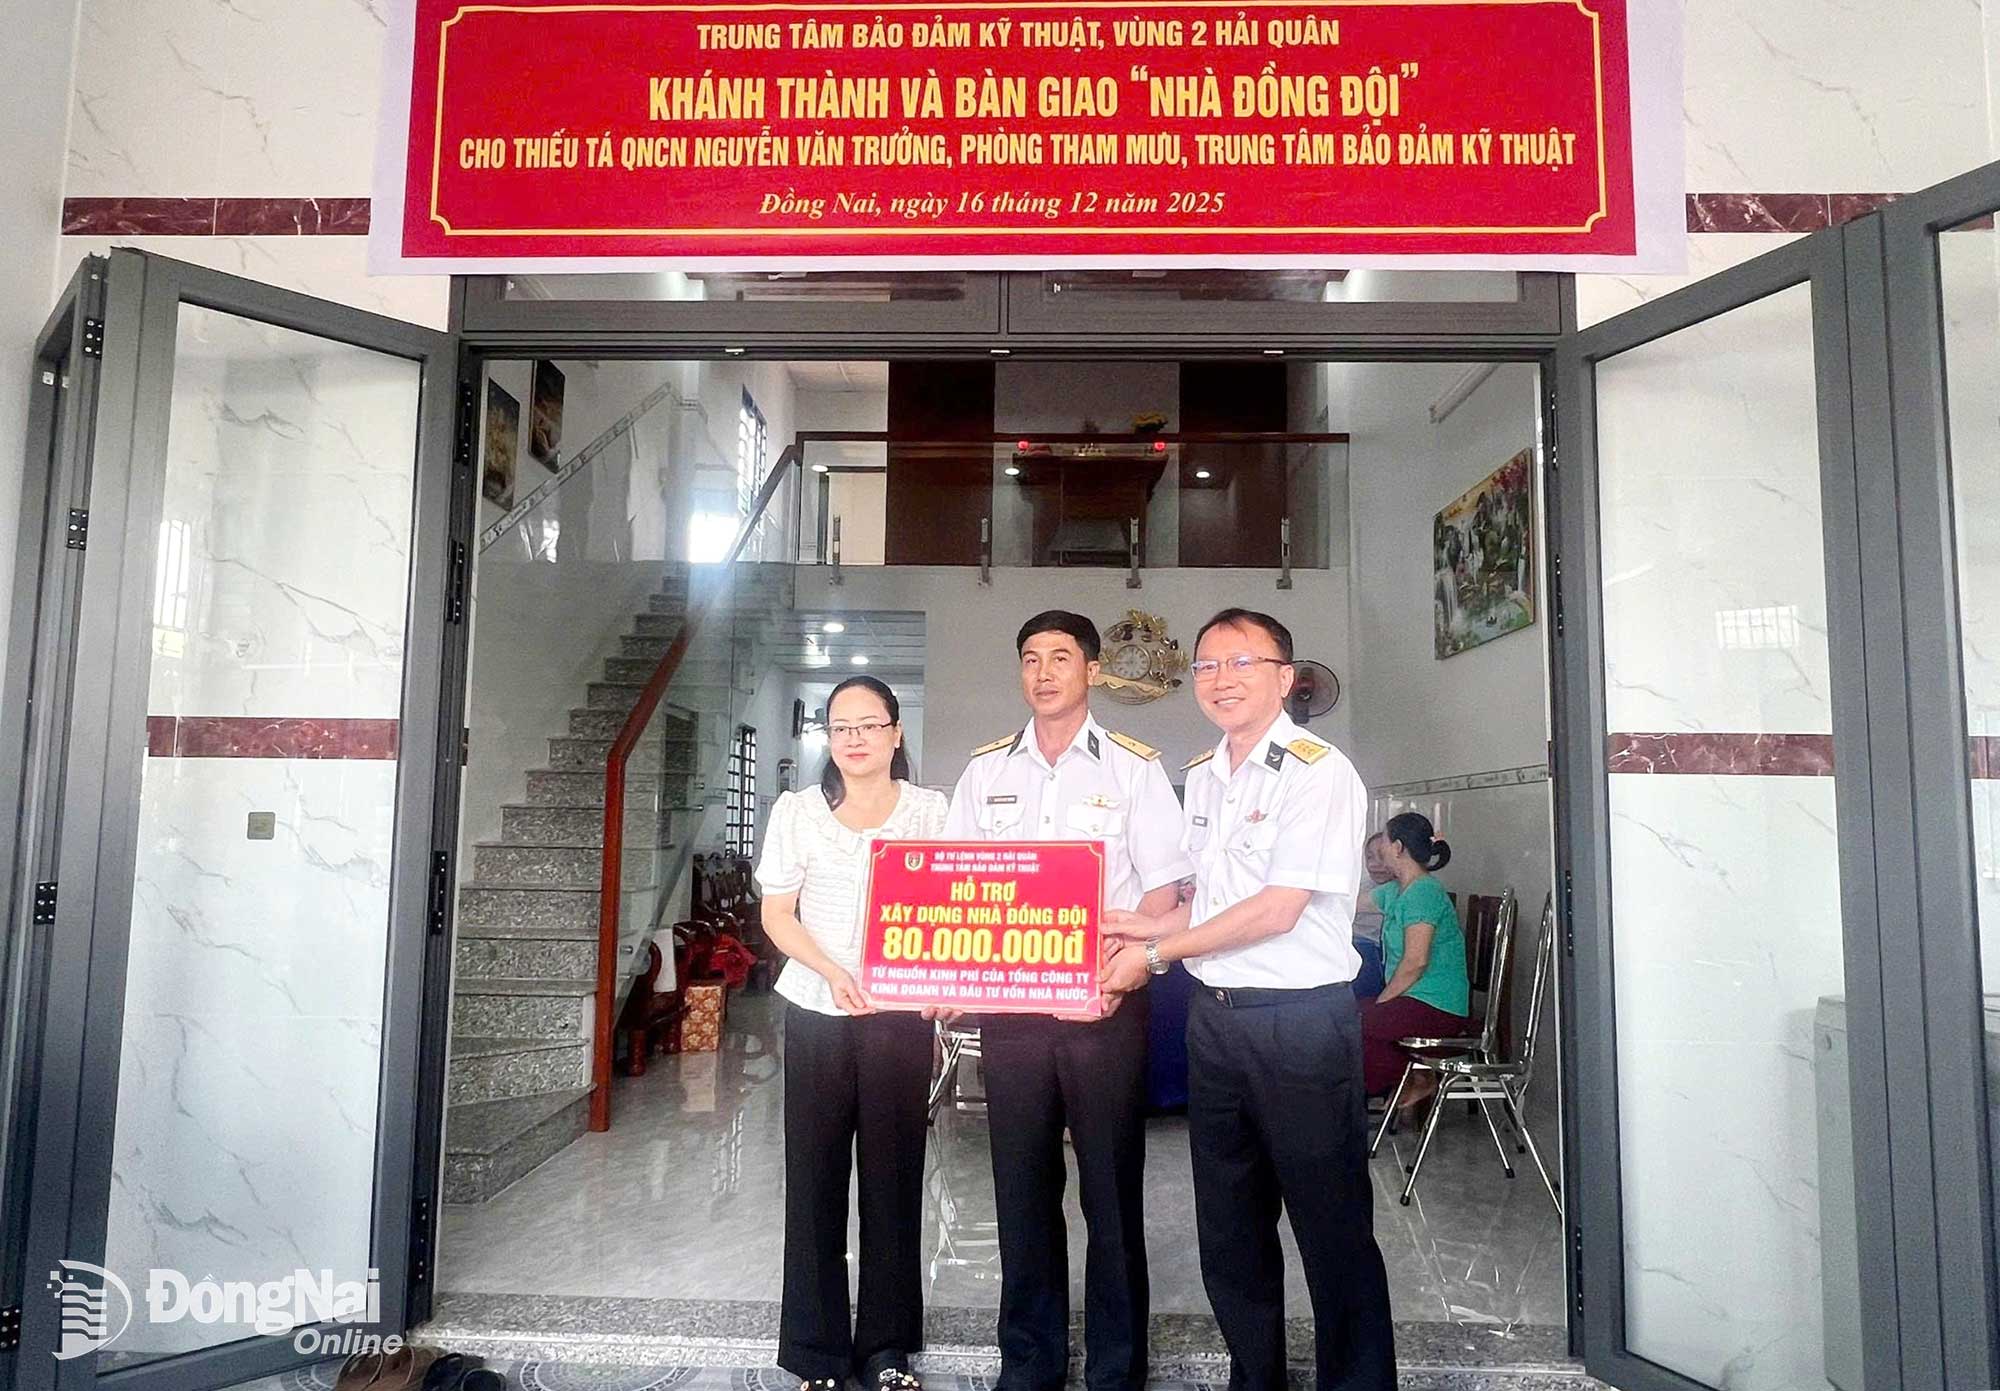 TRUNG TÂM BẢO ĐẢM KỸ THUẬT, VÙNG 2 HẢI QUÂN
KHÁNH THÀNH VÀ BÀN GIAO “NHÀ ĐỒNG ĐỘI”
CHO THIẾU TÁ QNCN NGUYỄN VĂN TRƯỞNG, PHÒNG THAM MƯU, TRUNG TÂM BẢO ĐẢM KỸ THUẬT
Đồng Nai, ngày 16 tháng 12 năm 2025
BỘ TƯ LỆNH VÙNG 2 HẢI QUÂN
TRUNG TÂM BẢO ĐẢM KỸ THUẬT
HỖ TRỢ
XÂY DỰNG NHÀ ĐỒNG ĐỘI
80.000.000đ
TỪ NGUỒN KINH PHÍ CỦA TỔNG CÔNG TY
KINH DOANH VÀ ĐẦU TƯ VỐN NHÀ NƯỚC
ĐồngNai
Online